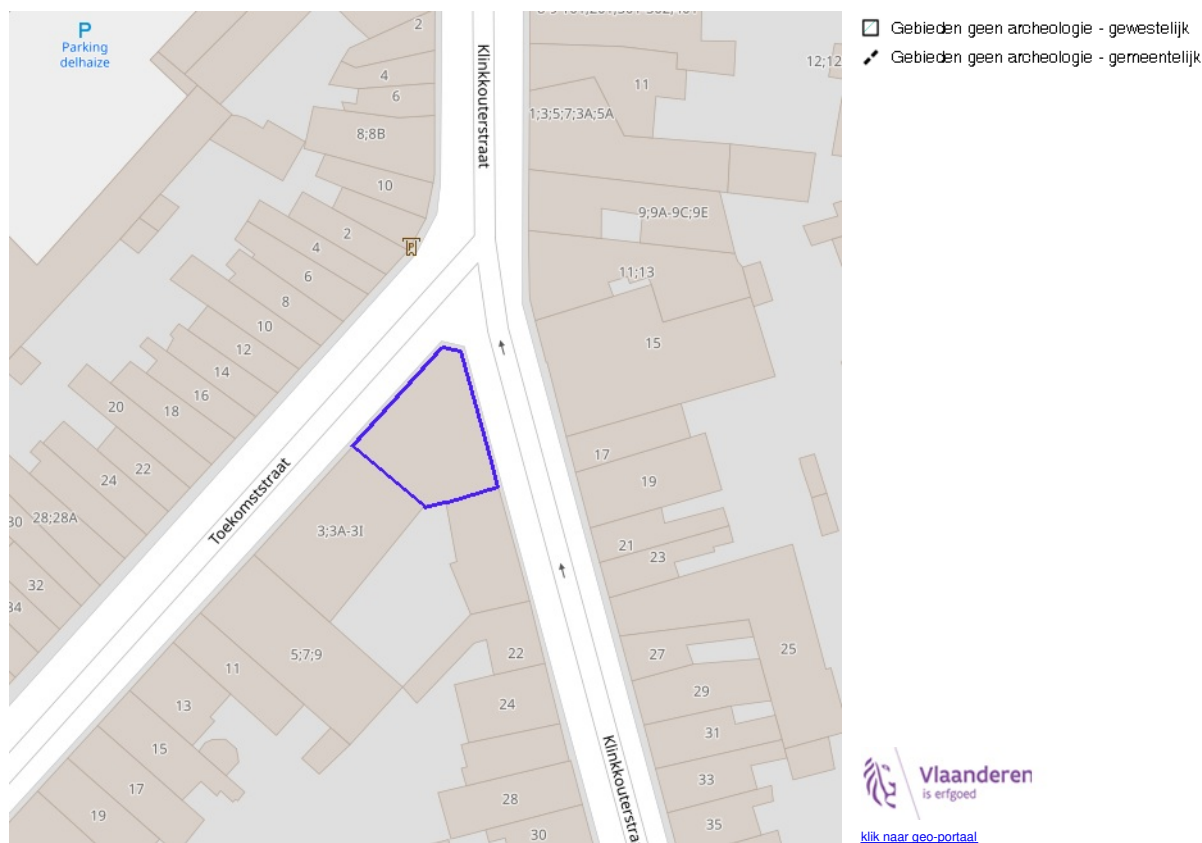 P
Parking
delhaize
2
4
6
8;8B
10
2
4
6
8
10
12
14
16
18
20
22
24
28;28A
30
32
34
Klinkkouterstraat
11
12;12
1;3;5;7;3A;5A
9;9A-9C;9E
11;13
15
17
19
21
23
25
27
29
31
33
35
Toekomststraat
3;3A-3I
5;7;9
11
13
15
17
19
22
24
28
30
Klinkkouterstra
P
Gebieden geen archeologie - gewestelijk
Gebieden geen archeologie - gemeentelijk
Vlaanderen
is erfgoed
klik naar geo-portaal